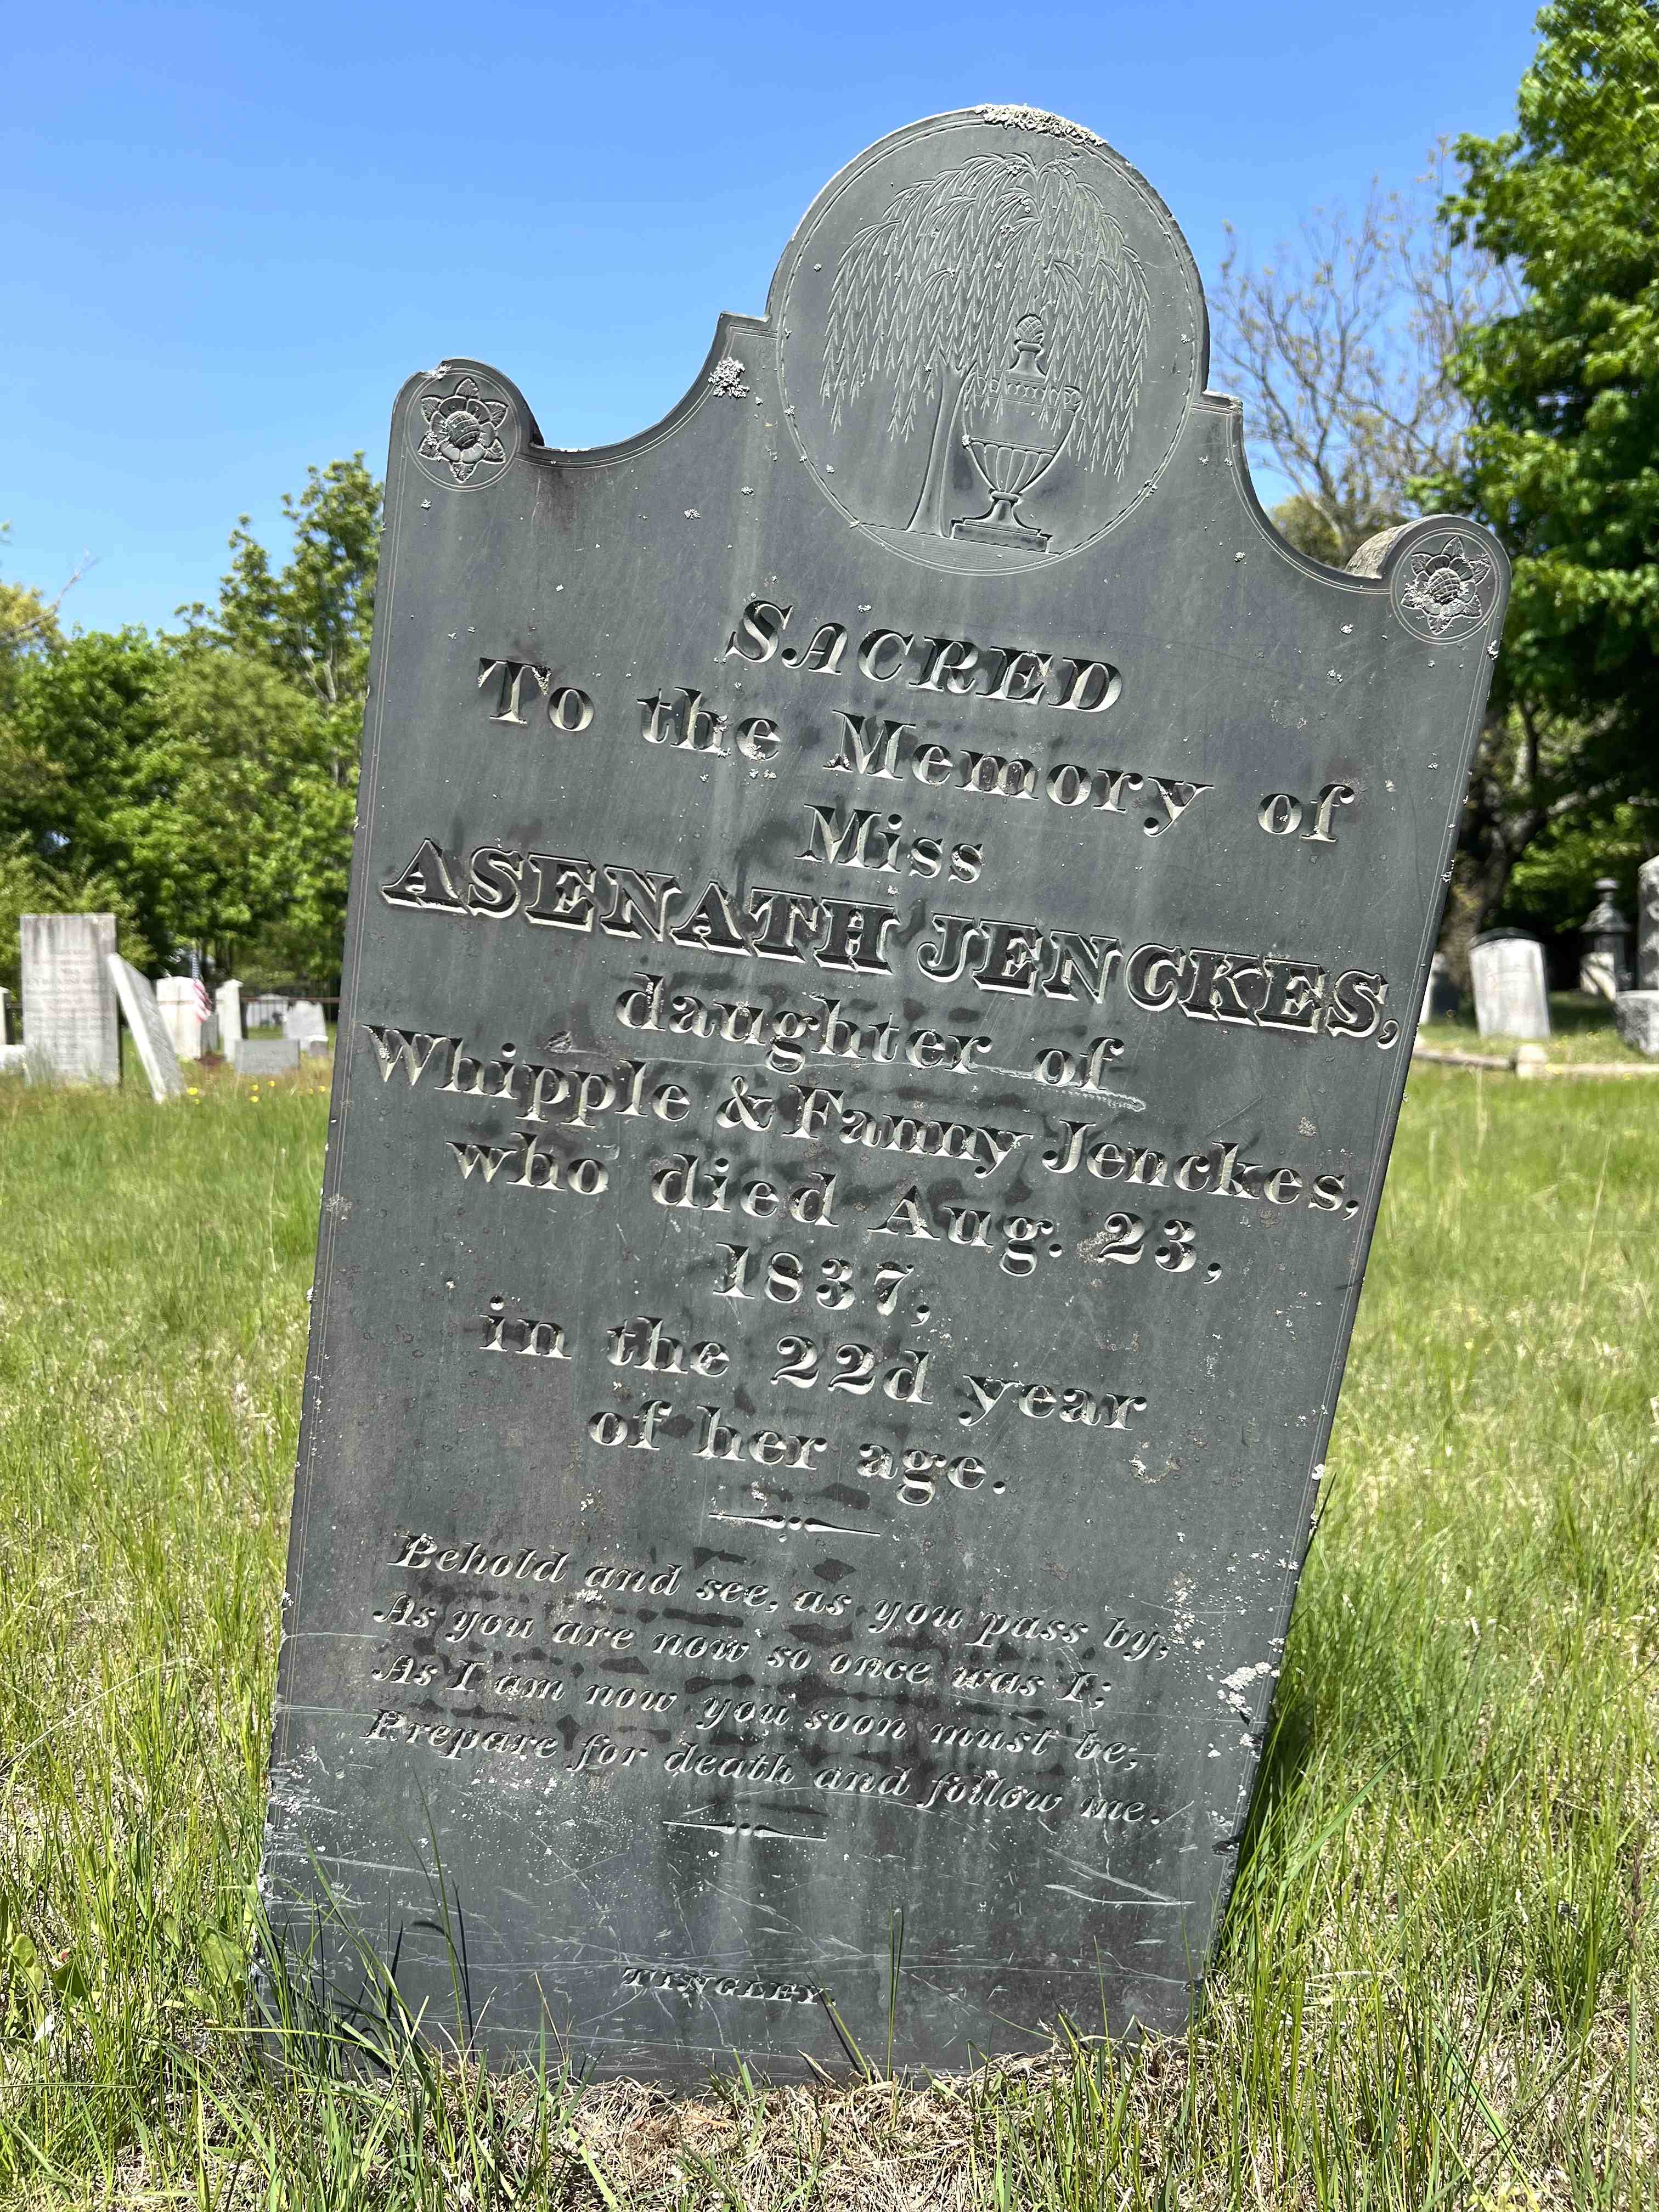 SACRED
To the Memory of
Miss
ASENATH JENCKES,
daughter of
Whipple & Fanny Jenckes,
who died Aug. 23,
1837,
in the 22d year
of her age.
Behold and see, as you pass by,
As you are now so once was I;
As I am now you soon must be,
Prepare for death and follow me.
TINGLEY.